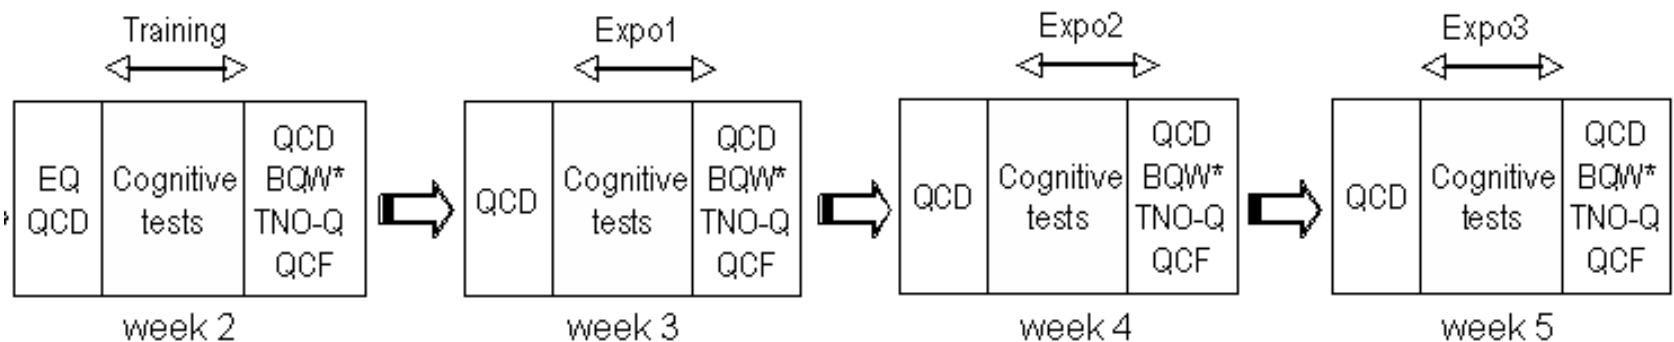 Training
EQ
QCD
Cognitive
tests
QCD
BQW*
TNO-Q
QCF
week 2
Expo1
QCD
Cognitive
tests
QCD
BQW*
TNO-Q
QCF
week 3
Expo2
QCD
Cognitive
tests
QCD
BQW*
TNO-Q
QCF
week 4
Expo3
QCD
Cognitive
tests
QCD
BQW*
TNO-Q
QCF
week 5